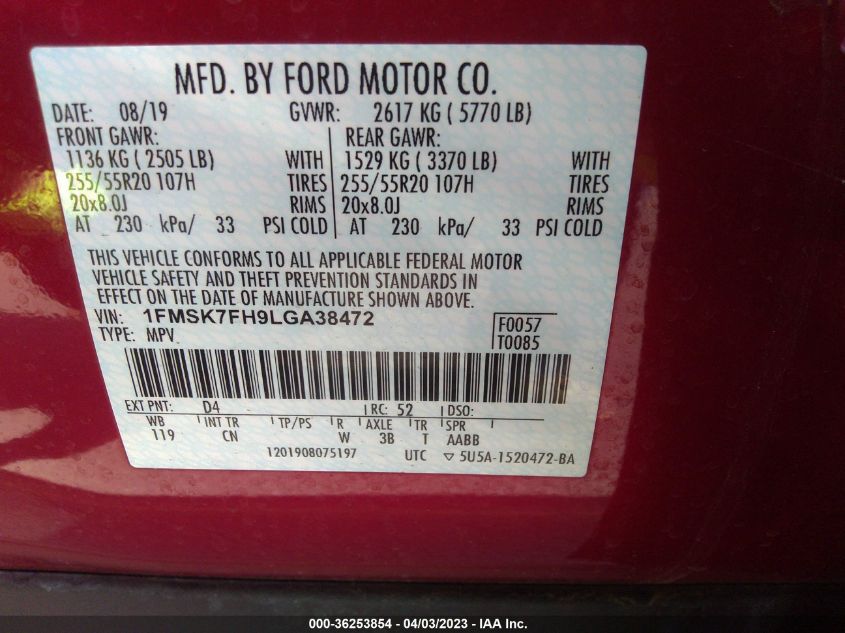 MFD. BY FORD MOTOR CO.
DATE: 08/19 GVWR: 2617 KG ( 5770 LB)
FRONT GAWR: REAR GAWR:
1136 KG ( 2505 LB) WITH 1529 KG ( 3370 LB) WITH
255/55R20 107H TIRES 255/55R20 107H TIRES
20x8.0J RIMS 20x8.0J RIMS
AT 230 kPa/ 33 PSI COLD AT 230 kPa/ 33 PSI COLD
THIS VEHICLE CONFORMS TO ALL APPLICABLE FEDERAL MOTOR
VEHICLE SAFETY AND THEFT PREVENTION STANDARDS IN
EFFECT ON THE DATE OF MANUFACTURE SHOWN ABOVE.
VIN: 1FMSK7FH9LGA38472 F0057
TYPE: MPV T0085
EXT PNT: D4 RC: 52 DSO:
WB INT TR TP/PS R AXLE TR SPR
119 CN W 3B T AABB
1201908075197 UTC ▽ 5U5A-1520472-BA
000-36253854 - 04/03/2023 - IAA Inc.